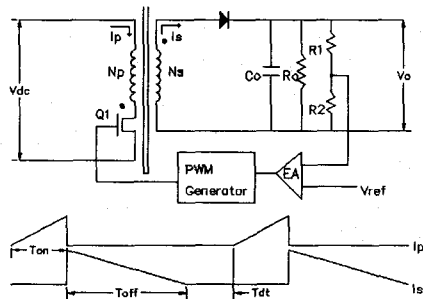 Ip
Is
R1
Np
Ns
Co
Ro
Vo
Vdc
R2
Q1
PWM
Generator
EA
Vref
Ton
Ip
Toff
Tdt
Is